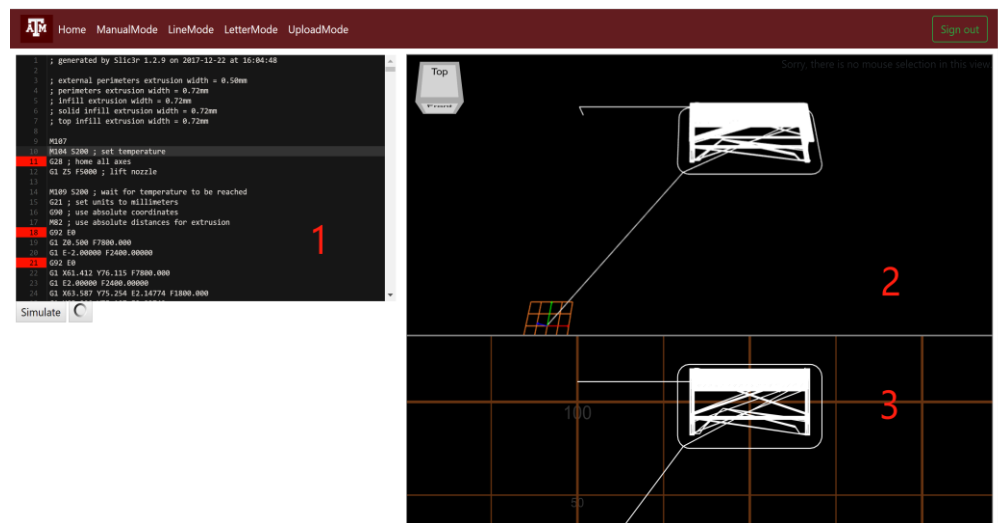 ATM Home ManualMode LineMode LetterMode UploadMode Sign out
1 ; generated by Slic3r 1.2.9 on 2017-12-22 at 16:04:48
2
3 ; external perimeters extrusion width = 0.50mm
4 ; perimeters extrusion width = 0.72mm
5 ; infill extrusion width = 0.72mm
6 ; solid infill extrusion width = 0.72mm
7 ; top infill extrusion width = 0.72mm
8
9 M107
10 M104 S200 ; set temperature
11 G28 ; home all axes
12 G1 Z5 F5000 ; lift nozzle
13
14 M109 S200 ; wait for temperature to be reached
15 G21 ; set units to millimeters
16 G90 ; use absolute coordinates
17 M82 ; use absolute distances for extrusion
18 G92 E0
19 G1 Z0.500 F7800.000
20 G1 E-2.00000 F2400.00000
21 G92 E0
22 G1 X61.412 Y76.115 F7800.000
23 G1 E2.00000 F2400.00000
24 G1 X63.587 Y75.254 E2.14774 F1800.000
1
Simulate
Sorry, there is no mouse selection in this view.
Top
Front
2
3
100
50